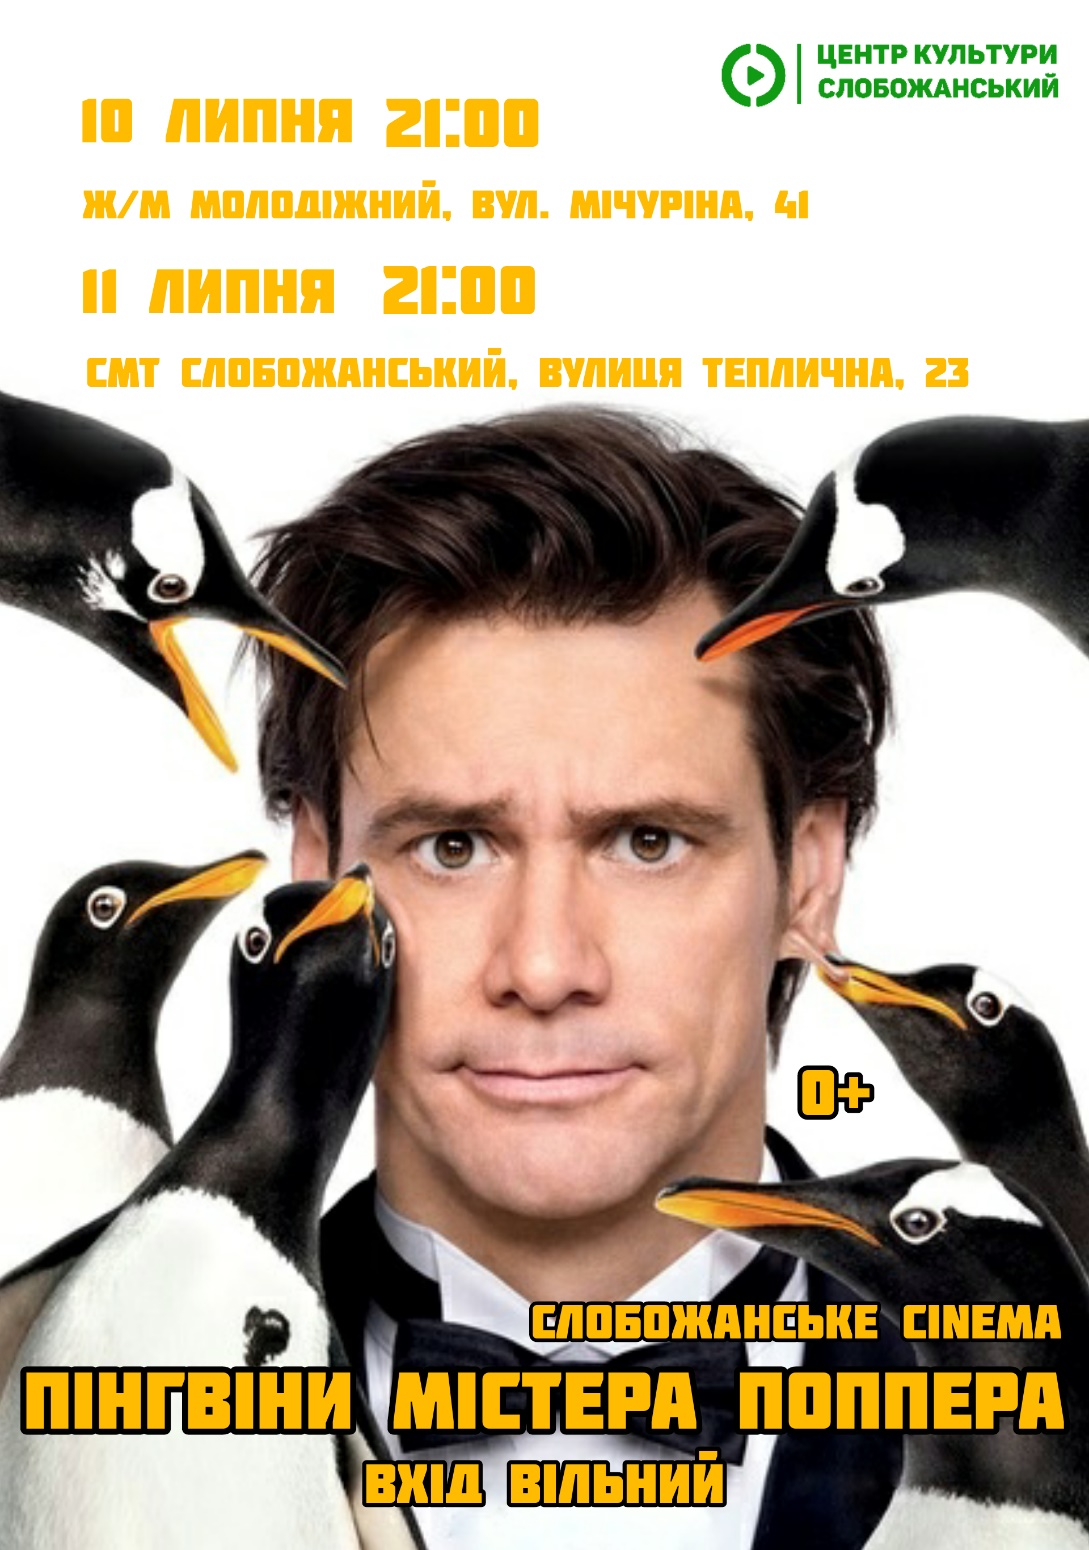 ЦЕНТР КУЛЬТУРИ
СЛОБОЖАНСЬКИЙ
10 ЛИПНЯ 21:00
Ж/М МОЛОДІЖНИЙ, ВУЛ. МІЧУРІНА, 41
11 ЛИПНЯ 21:00
СМТ СЛОБОЖАНСЬКИЙ, ВУЛИЦЯ ТЕПЛИЧНА, 23
0+
СЛОБОЖАНСЬКЕ CINEMA
ПІНГВІНИ МІСТЕРА ПОППЕРА
ВХІД ВІЛЬНИЙ